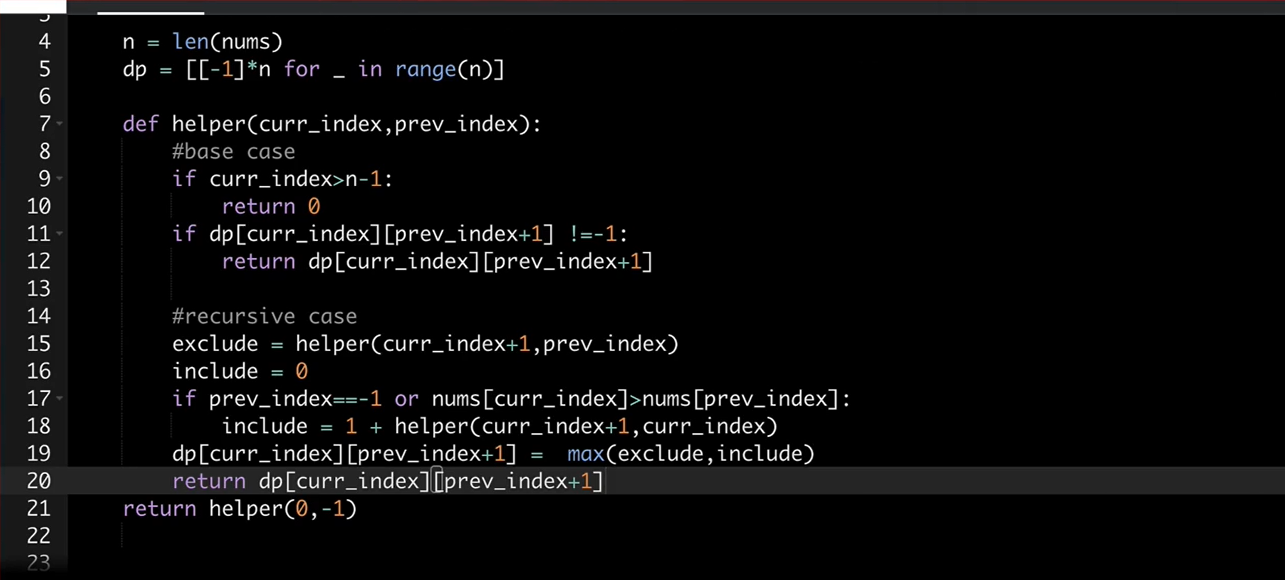 4 n = len(nums)
5 dp = [[-1]*n for _ in range(n)]
6
7 def helper(curr_index,prev_index):
8 #base case
9 if curr_index>n-1:
10 return 0
11 if dp[curr_index][prev_index+1] !=-1:
12 return dp[curr_index][prev_index+1]
13
14 #recursive case
15 exclude = helper(curr_index+1,prev_index)
16 include = 0
17 if prev_index==-1 or nums[curr_index]>nums[prev_index]:
18 include = 1 + helper(curr_index+1,curr_index)
19 dp[curr_index][prev_index+1] =  max(exclude,include)
20 return dp[curr_index][prev_index+1]
21 return helper(0,-1)
22
23